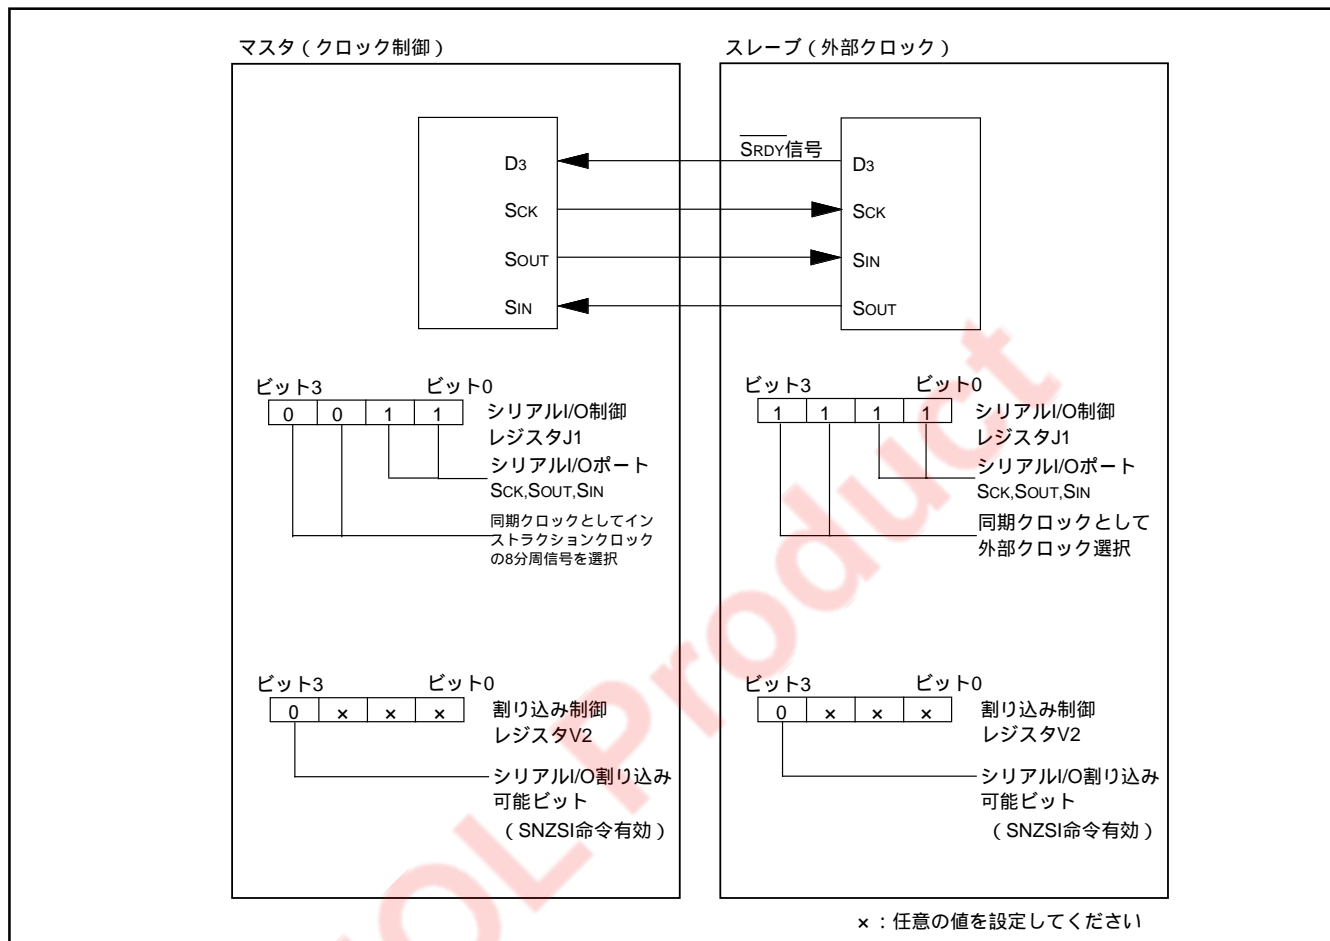 マスタ（クロック制御）
D3
SCK
SOUT
SIN
ビット3 ビット0
0 0 1 1
シリアルI/O制御
レジスタJ1
シリアルI/Oポート
SCK,SOUT,SIN
同期クロックとしてイン
ストラクションクロック
の8分周信号を選択
ビット3 ビット0
0 × × ×
割り込み制御
レジスタV2
シリアルI/O割り込み
可能ビット
（SNZSI命令有効）
スレーブ（外部クロック）
SRDY信号
D3
SCK
SIN
SOUT
ビット3 ビット0
1 1 1 1
シリアルI/O制御
レジスタJ1
シリアルI/Oポート
SCK,SOUT,SIN
同期クロックとして
外部クロック選択
ビット3 ビット0
0 × × ×
割り込み制御
レジスタV2
シリアルI/O割り込み
可能ビット
（SNZSI命令有効）
×：任意の値を設定してください
OL Product